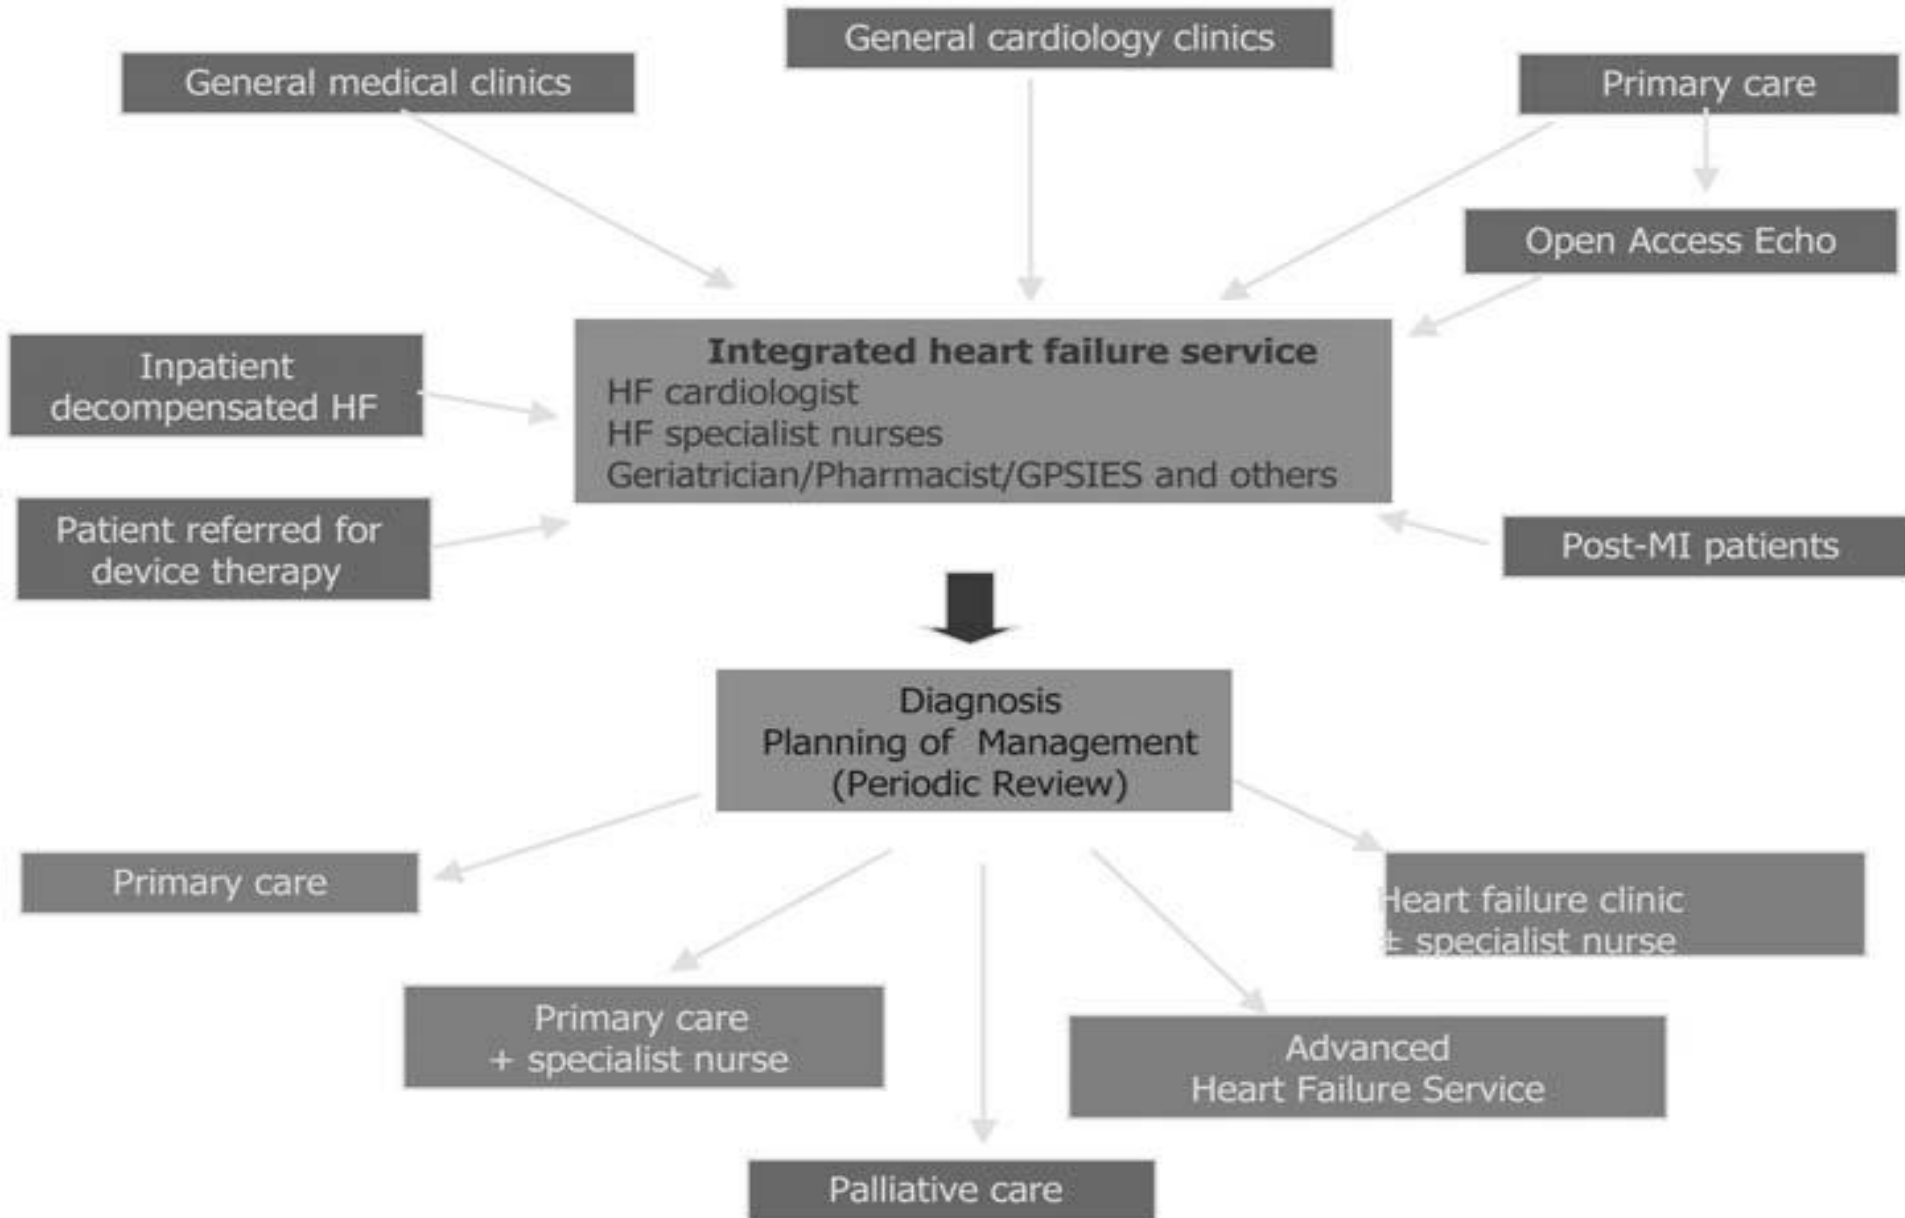 General cardiology clinics
General medical clinics
Primary care
Open Access Echo
Inpatient
decompensated HF
Integrated heart failure service
HF cardiologist
HF specialist nurses
Geriatrician/Pharmacist/GPSIES and others
Patient referred for
device therapy
Post-MI patients
Diagnosis
Planning of Management
(Periodic Review)
Primary care
Heart failure clinic
± specialist nurse
Primary care
+ specialist nurse
Advanced
Heart Failure Service
Palliative care